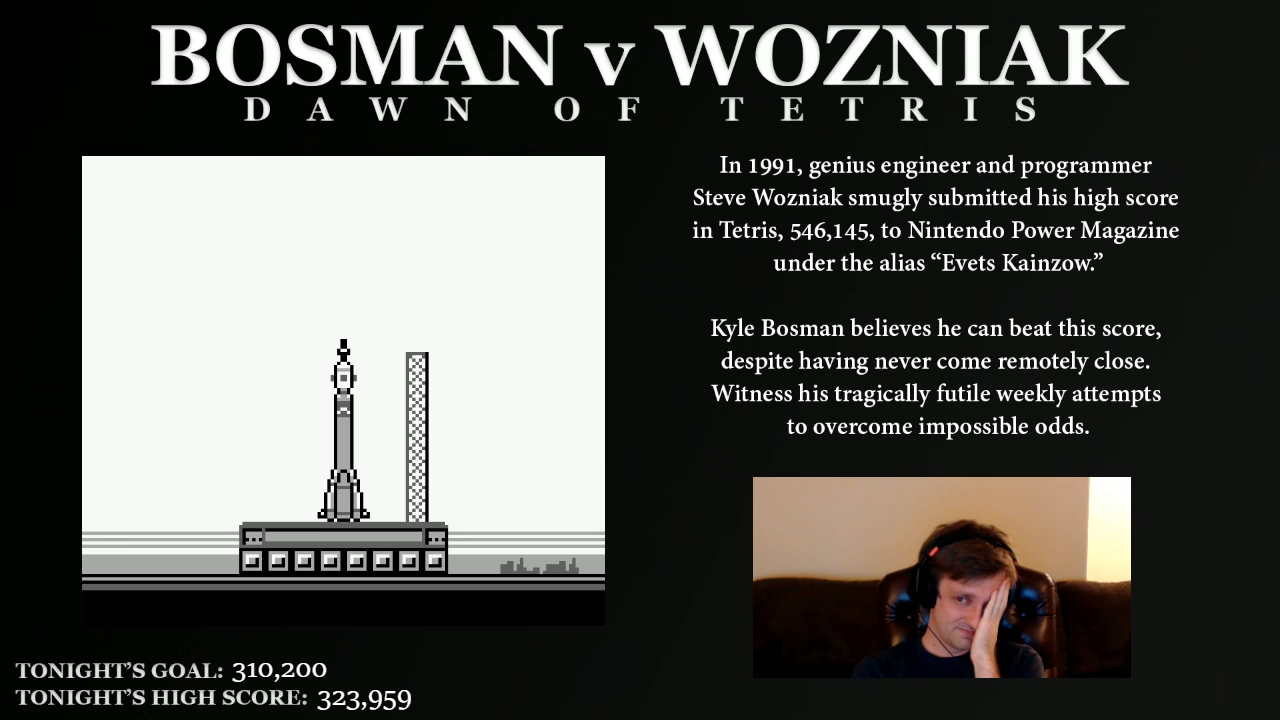 BOSMAN v WOZNIAK
DAWN OF TETRIS
In 1991, genius engineer and programmer
Steve Wozniak smugly submitted his high score
in Tetris, 546,145, to Nintendo Power Magazine
under the alias “Evets Kainzow.”
Kyle Bosman believes he can beat this score,
despite having never come remotely close.
Witness his tragically futile weekly attempts
to overcome impossible odds.
TONIGHT’S GOAL: 310,200
TONIGHT’S HIGH SCORE: 323,959